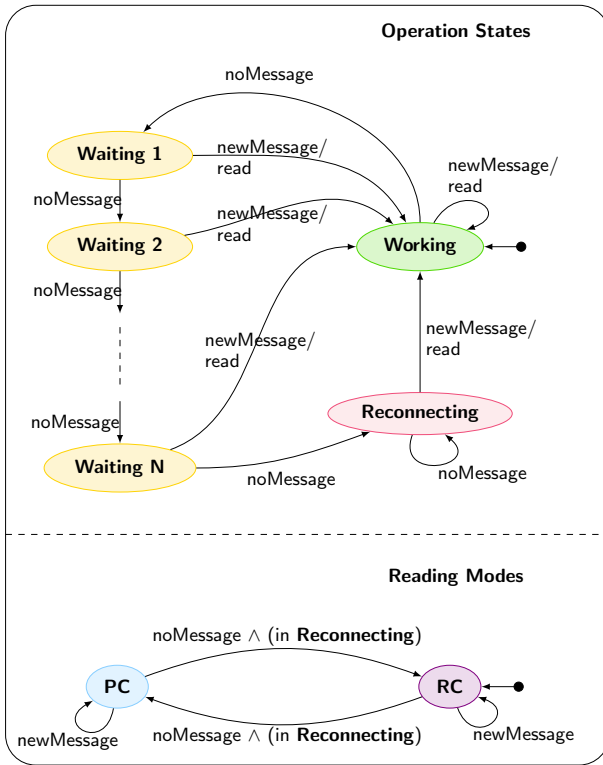 Operation States
noMessage
Waiting 1
newMessage/
read
newMessage/
read
noMessage
newMessage/
read
Waiting 2
Working
noMessage
newMessage/
read
newMessage/
read
noMessage
Reconnecting
Waiting N
noMessage
noMessage
Reading Modes
noMessage ∧ (in Reconnecting)
PC
RC
newMessage
noMessage ∧ (in Reconnecting)
newMessage